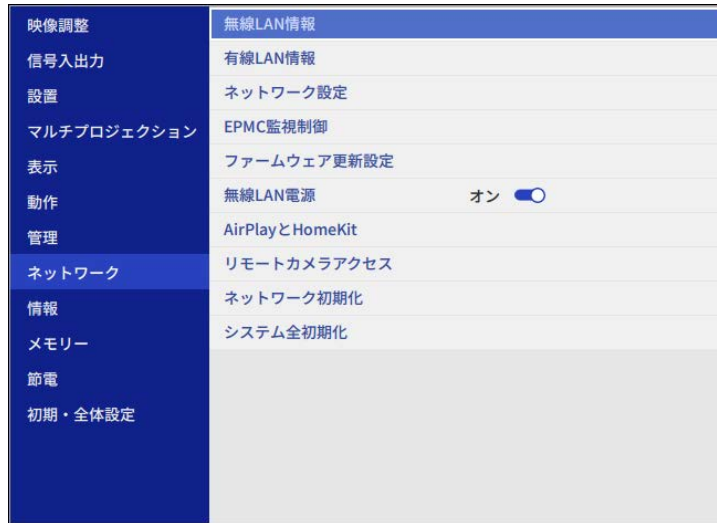 映像調整
信号入出力
設置
マルチプロジェクション
表示
動作
管理
ネットワーク
情報
メモリー
節電
初期・全体設定
無線LAN情報
有線LAN情報
ネットワーク設定
EPMC監視制御
ファームウェア更新設定
無線LAN電源 オン
AirPlayとHomeKit
リモートカメラアクセス
ネットワーク初期化
システム全初期化